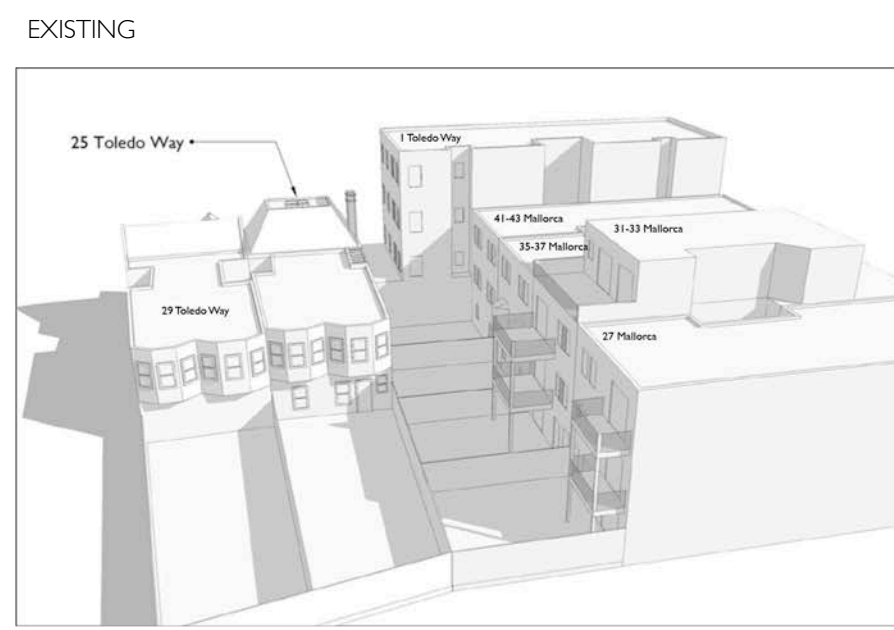 EXISTING
25 Toledo Way
1 Toledo Way
41-43 Mallorca
31-33 Mallorca
35-37 Mallorca
29 Toledo Way
27 Mallorca